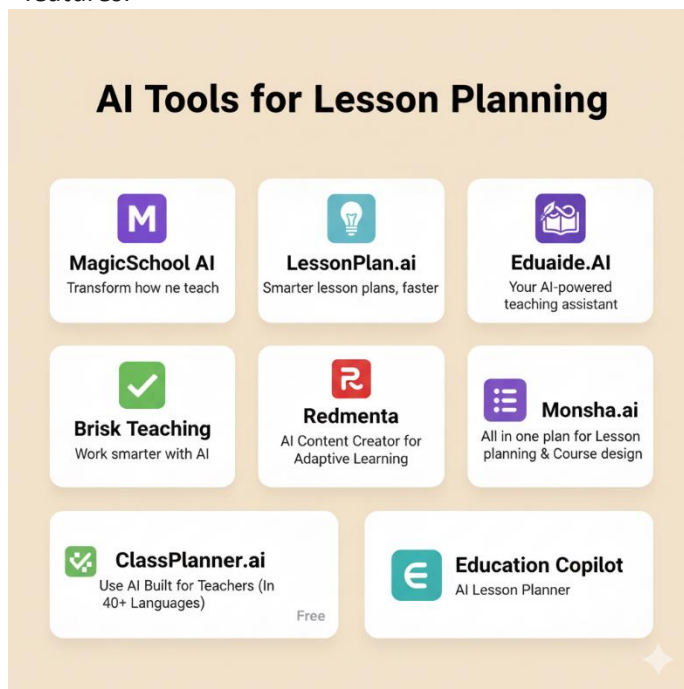 features.
AI Tools for Lesson Planning
M
MagicSchool AI
Transform how ne teach
LessonPlan.ai
Smarter lesson plans, faster
Eduaide.AI
Your AI-powered
teaching assistant
Brisk Teaching
Work smarter with AI
Redmenta
AI Content Creator for
Adaptive Learning
Monsha.ai
All in one plan for Lesson
planning & Course design
ClassPlanner.ai
Use AI Built for Teachers (In
40+ Languages)
Free
Education Copilot
AI Lesson Planner